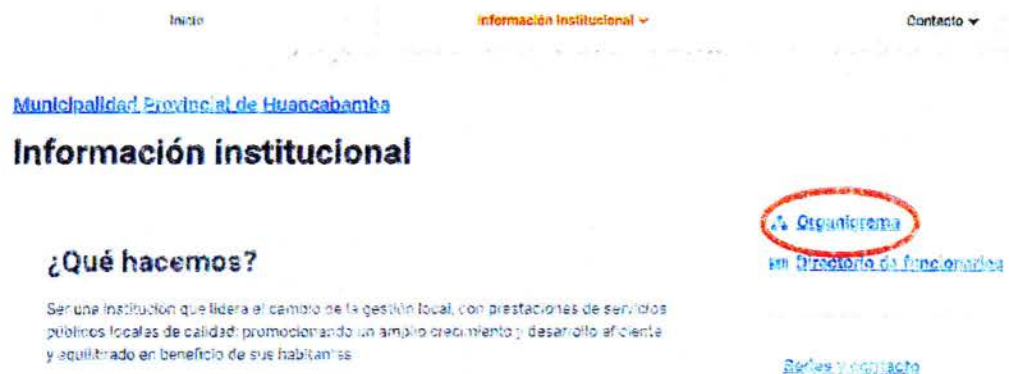 Inicio
Información institucional
Contacto
Municipalidad Provincial de Huancabamba
Información institucional
Organigrama
¿Qué hacemos?
Directorio de funcionarios
Ser una institución que lidera el cambio de la gestión local, con prestaciones de servicios
públicos locales de calidad; promocionando un amplio crecimiento y desarrollo eficiente
y equilibrado en beneficio de sus habitantes
Sedes y contacto